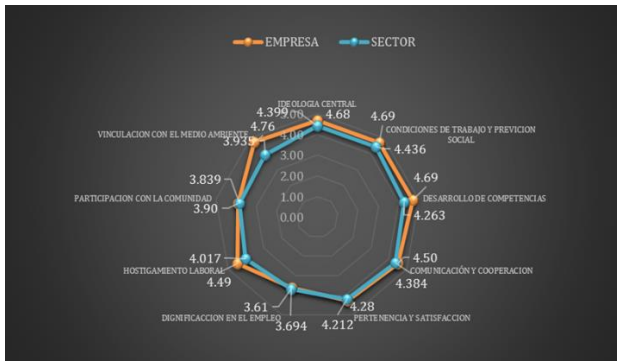 EMPRESA SECTOR
IDEOLOGIA CENTRAL
4.399 5.00 4.68 4.69
4.76 4.00
VINCULACION CON EL MEDIO AMBIENTE CONDICIONES DE TRABAJO Y PREVICION
SOCIAL
3.935 4.436
3.00
3.839 2.00 4.69
1.00
PARTICIPACION CON LA COMUNIDAD DESARROLLO DE COMPETENCIAS
3.90 0.00 4.263
4.017 4.50
HOSTIGAMIENTO LABORAL COMUNICACIÓN Y COOPERACION
4.49 4.384
3.61 4.28
DIGNIFICACCION EN EL EMPLEO PERTENENCIA Y SATISFACCION
3.694 4.212